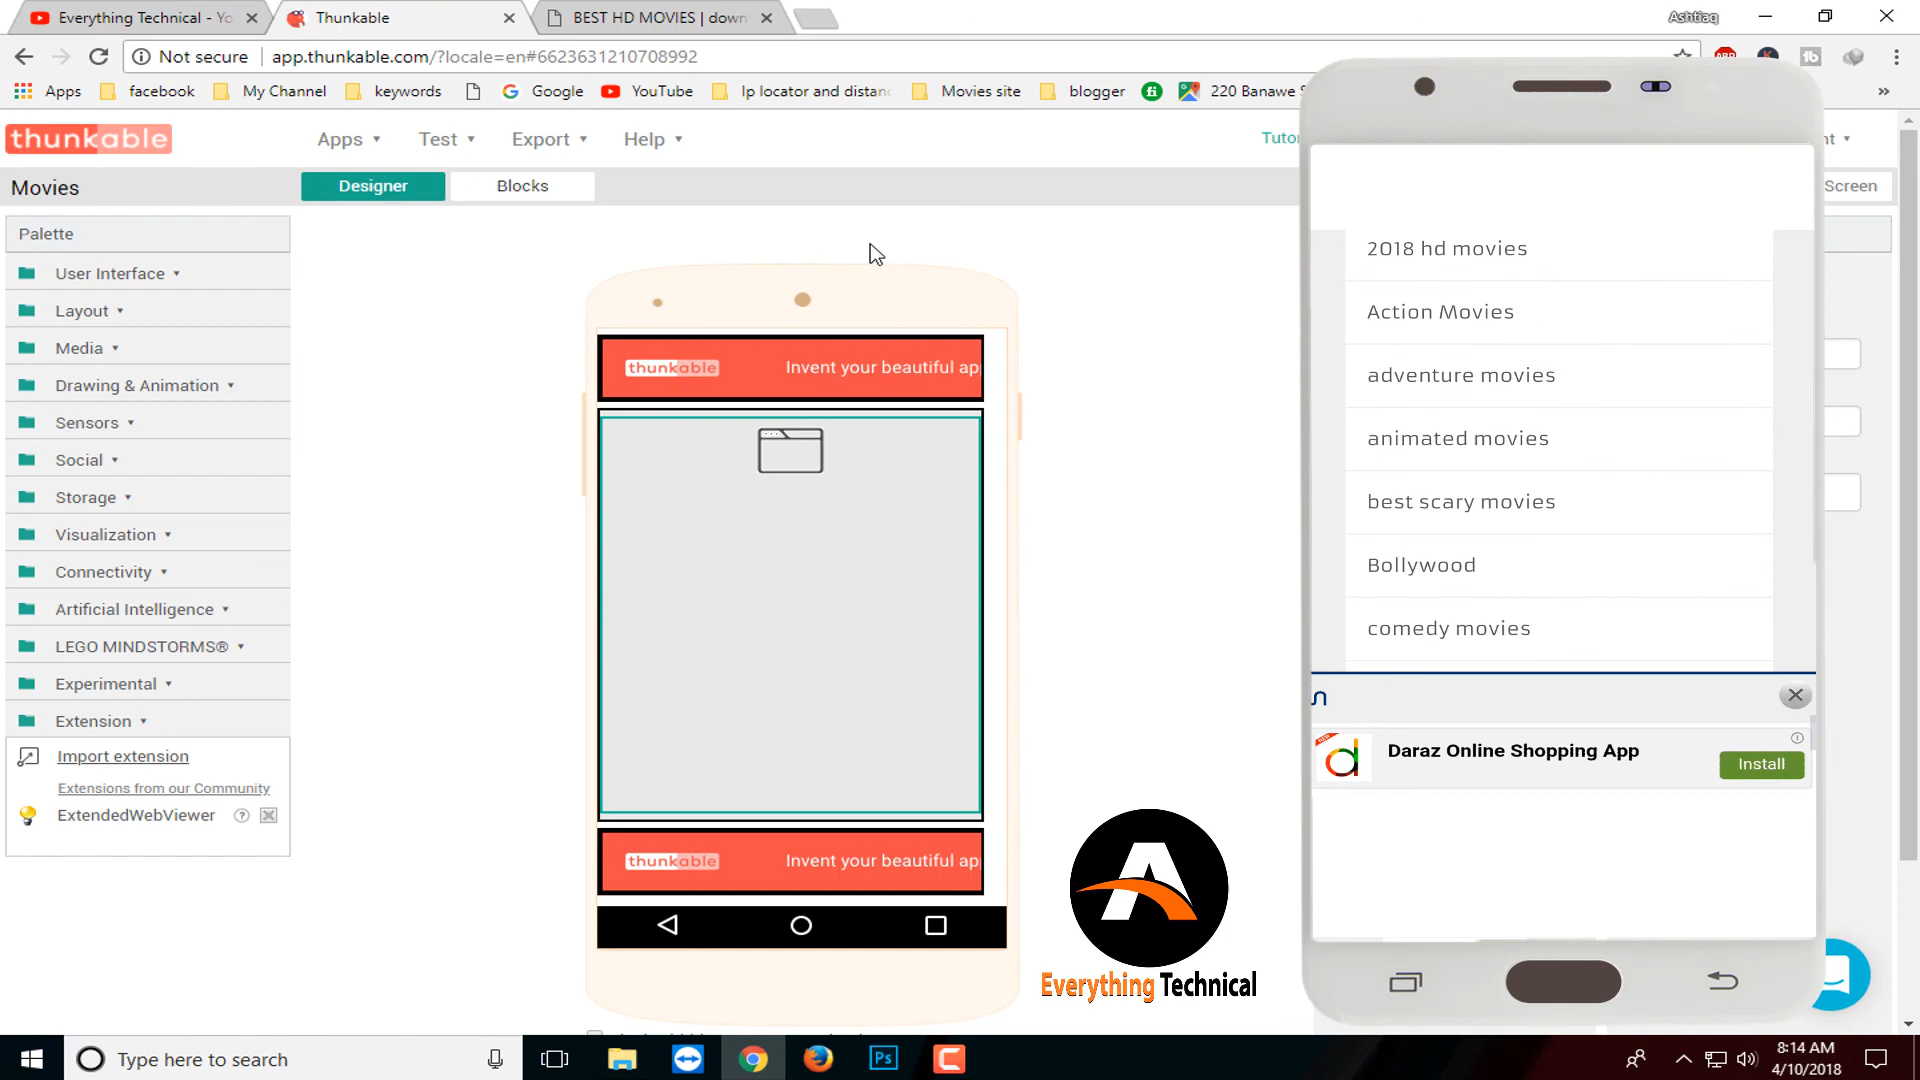 Everything Technical - Yo
Thunkable
BEST HD MOVIES | down
Ashtiaq
Not secure
app.thunkable.com/?locale=en#6623631210708992
ABP
Apps
facebook
My Channel
keywords
Google
YouTube
Ip locator and distanc
Movies site
blogger
220 Banawe S
»
thunkable
Apps
Test
Export
Help
Tutor
nt
Movies
Designer
Blocks
Screen
Palette
User Interface
Layout
Media
Drawing & Animation
Sensors
Social
Storage
Visualization
Connectivity
Artificial Intelligence
LEGO MINDSTORMS®
Experimental
Extension
Import extension
Extensions from our Community
ExtendedWebViewer
thunkable
Invent your beautiful ap
thunkable
Invent your beautiful ap
2018 hd movies
Action Movies
adventure movies
animated movies
best scary movies
Bollywood
comedy movies
Daraz Online Shopping App
Install
Everything Technical
Type here to search
Ps
8:14 AM
4/10/2018